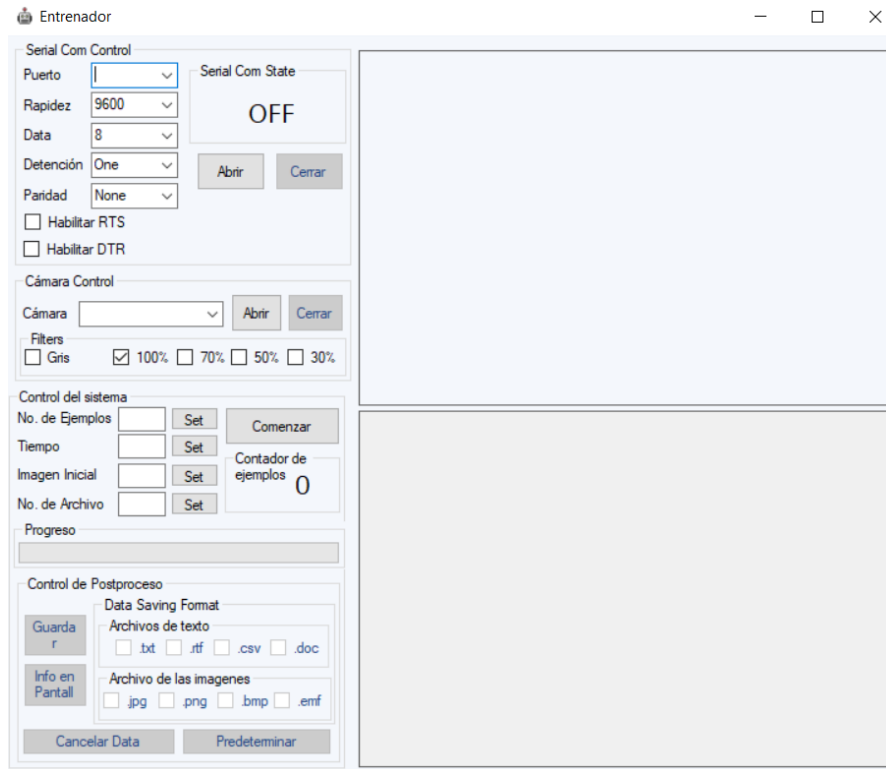 Entrenador
Serial Com Control
Puerto
Serial Com State
Rapidez 9600
OFF
Data 8
Detención One
Abrir Cerrar
Paridad None
Habilitar RTS
Habilitar DTR
Cámara Control
Cámara Abrir Cerrar
Filters
Gris 100% 70% 50% 30%
Control del sistema
No. de Ejemplos Set
Comenzar
Tiempo Set
Contador de
ejemplos 0
Imagen Inicial Set
No. de Archivo Set
Progreso
Control de Postproceso
Data Saving Format
Guarda
r
Archivos de texto
.txt .rtf .csv .doc
Info en
Pantall
Archivo de las imagenes
.jpg .png .bmp .emf
Cancelar Data Predeterminar